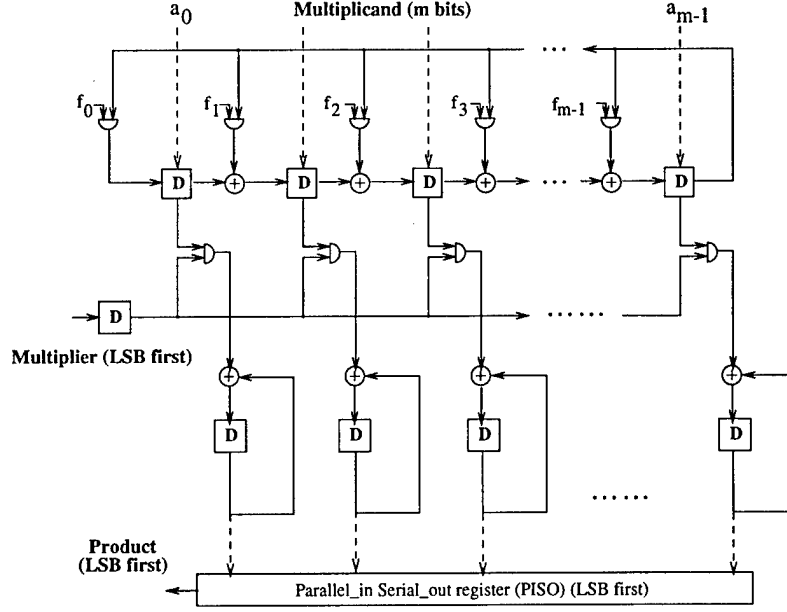 a0 Multiplicand (m bits) am-1
...
f0 f1 f2 f3 fm-1
D + D + D + ... + D
D ......
Multiplier (LSB first)
+ + + +
D D D D
......
Product
(LSB first)
Parallel_in Serial_out register (PISO) (LSB first)